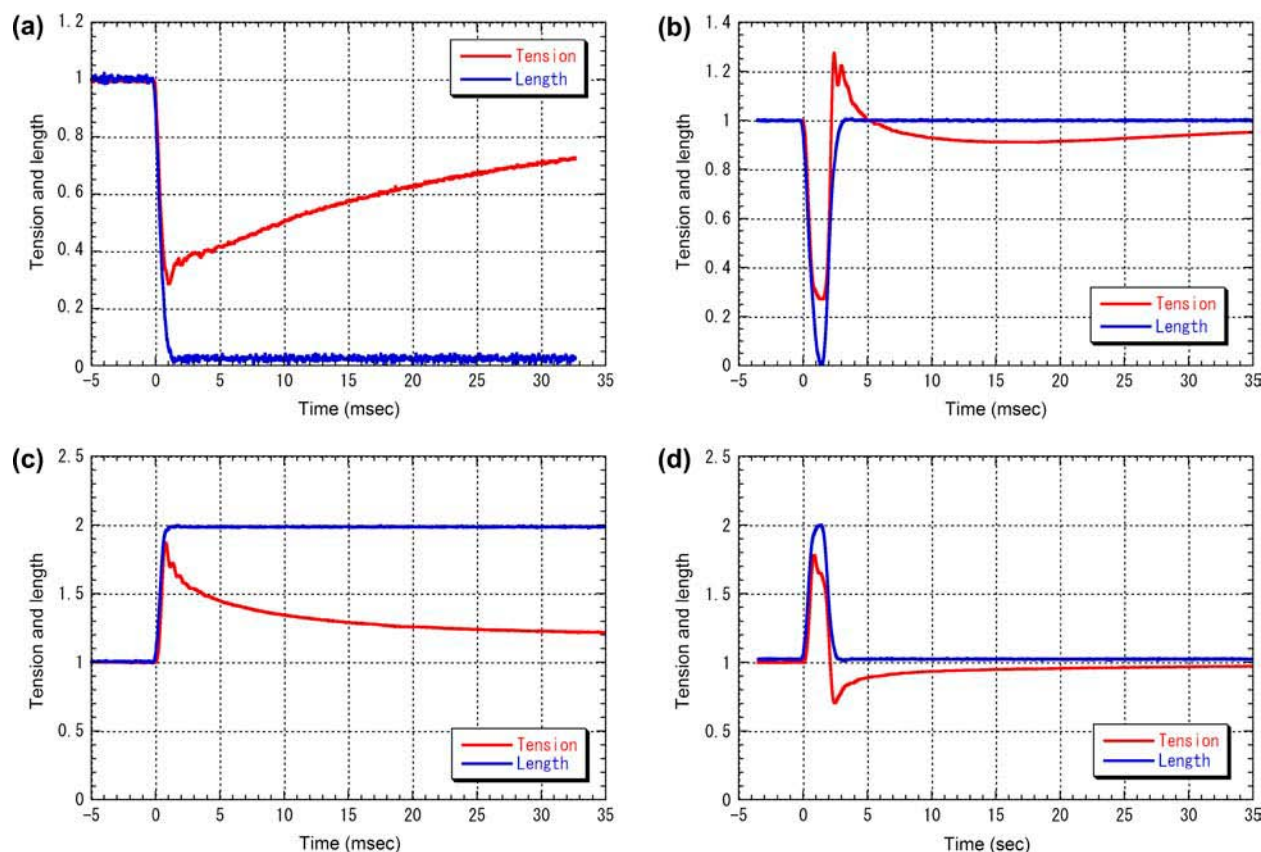 (a)
Tension and length
1.2
1
0.8
0.6
0.4
0.2
0
-5 0 5 10 15 20 25 30 35
Time (msec)
Tension
Length
(b)
Tension and length
1.4
1.2
1
0.8
0.6
0.4
0.2
0
-5 0 5 10 15 20 25 30 35
Time (msec)
Tension
Length
(c)
Tension and length
2.5
2
1.5
1
0.5
0
-5 0 5 10 15 20 25 30 35
Time (msec)
Tension
Length
(d)
Tension and length
2.5
2
1.5
1
0.5
0
-5 0 5 10 15 20 25 30 35
Time (sec)
Tension
Length